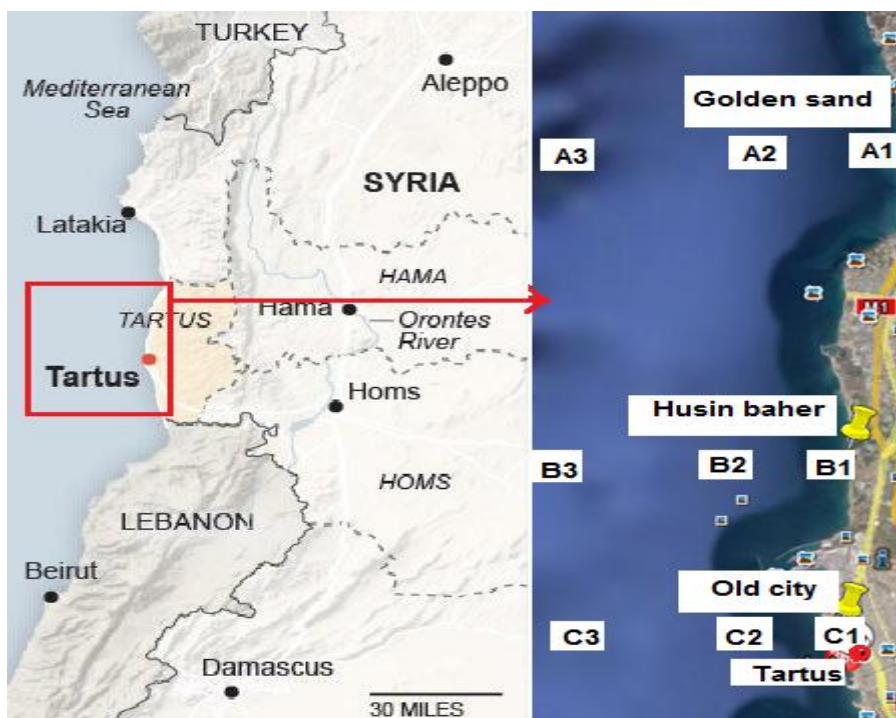 TURKEY
Aleppo
Mediterranean
Sea
SYRIA
Latakia
HAMA
TARTUS
Hama
Orontes
River
Tartus
Homs
HOMS
LEBANON
Beirut
Damascus
30 MILES
Golden sand
A3
A2
A1
M1
Husin baher
B3
B2
B1
Old city
C3
C2
C1
Tartus